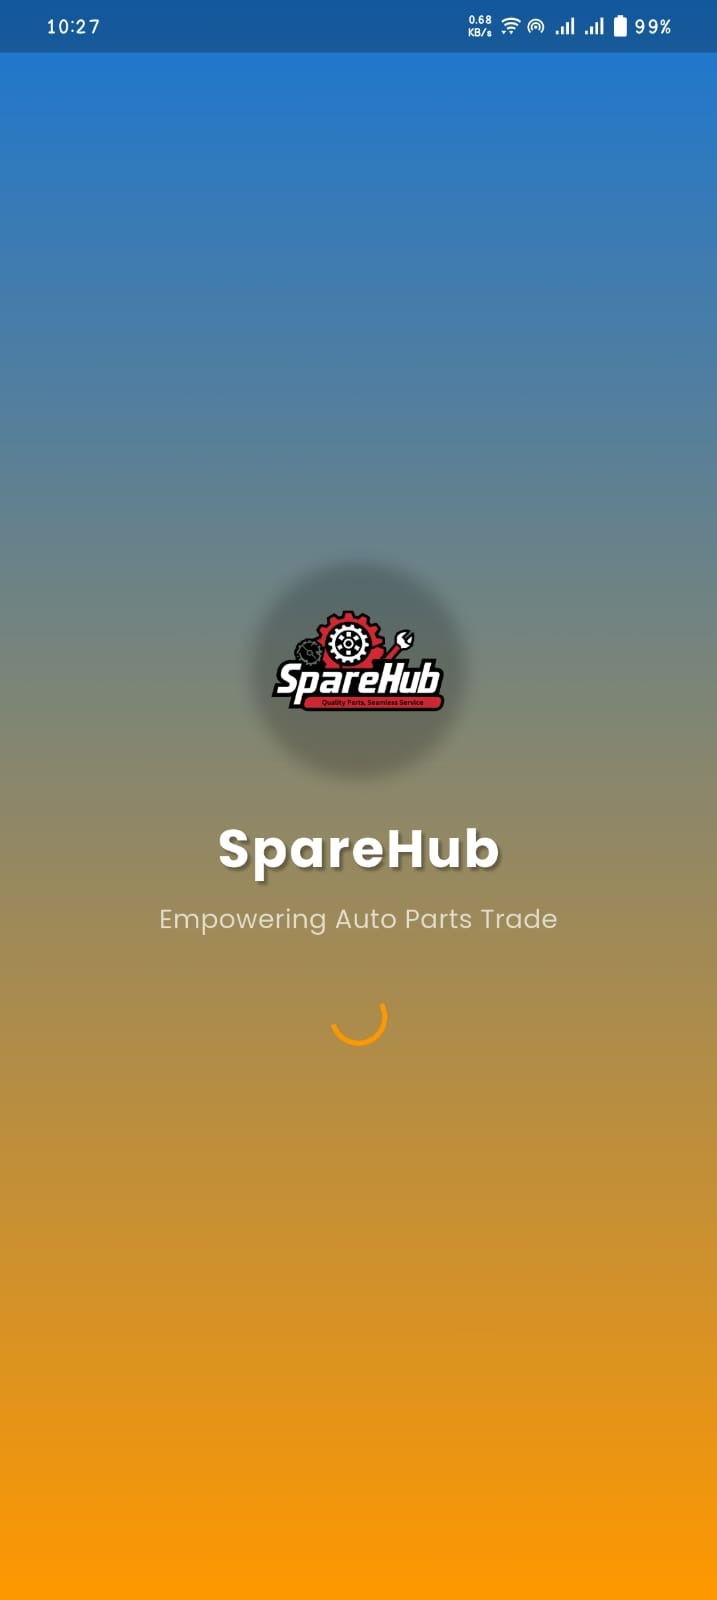 10:27
0.68
KB/s
99%
SpareHub
Quality Parts, Seamless Service
SpareHub
Empowering Auto Parts Trade